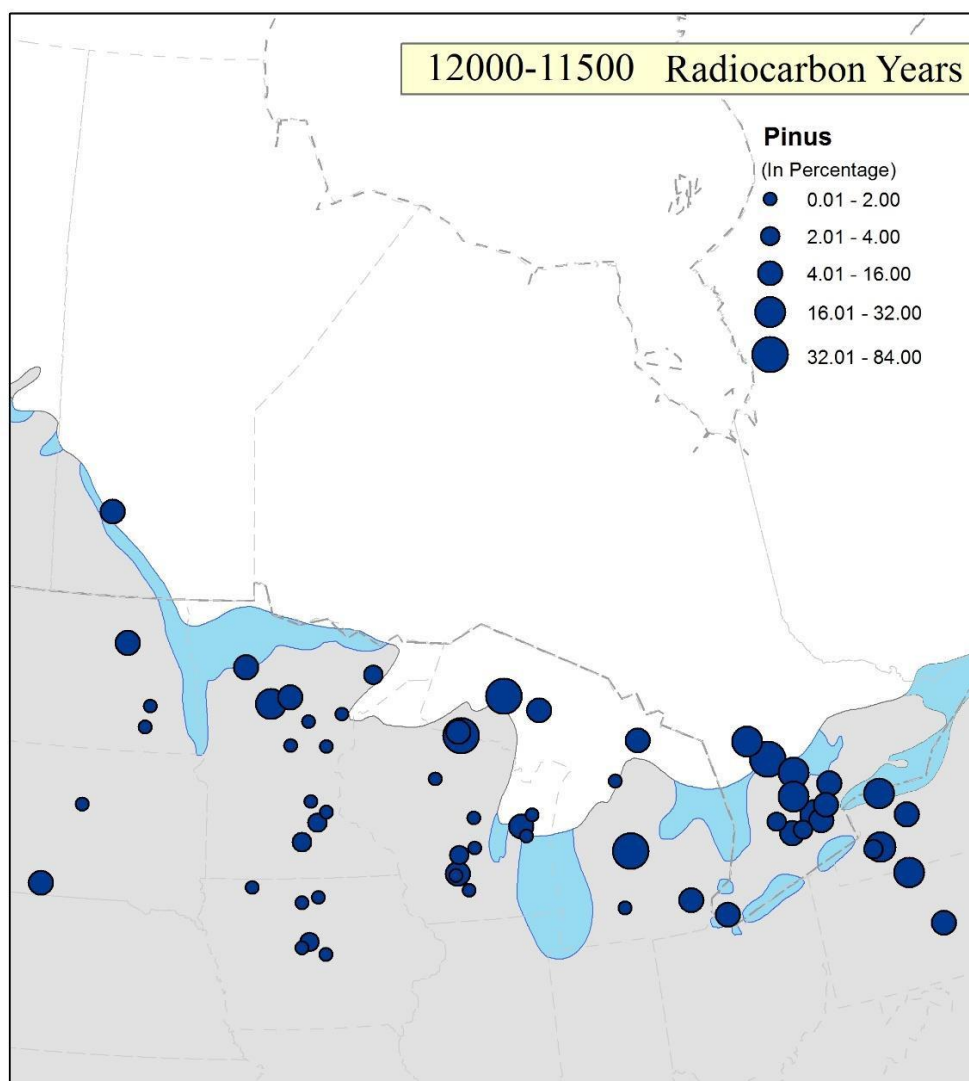 12000-11500 Radiocarbon Years
Pinus
(In Percentage)
0.01 - 2.00
2.01 - 4.00
4.01 - 16.00
16.01 - 32.00
32.01 - 84.00